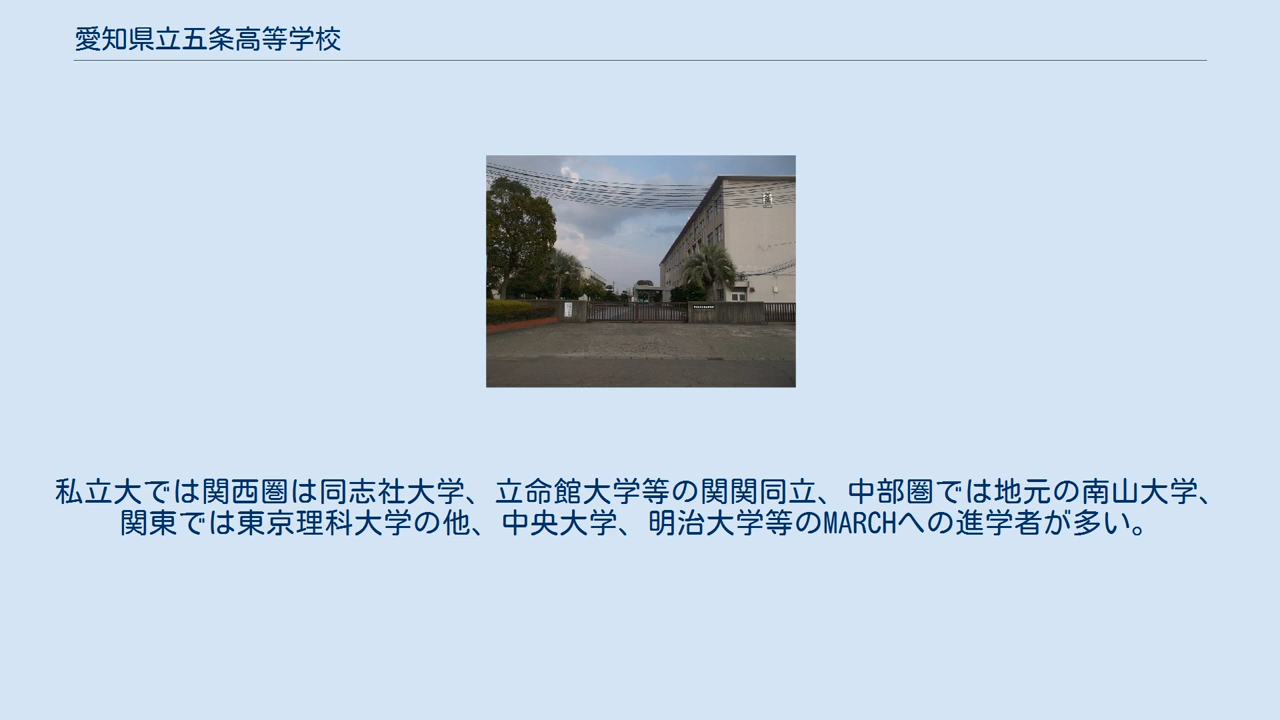 愛知県立五条高等学校
私立大では関西圏は同志社大学、立命館大学等の関関同立、中部圏では地元の南山大学、
関東では東京理科大学の他、中央大学、明治大学等のMARCHへの進学者が多い。